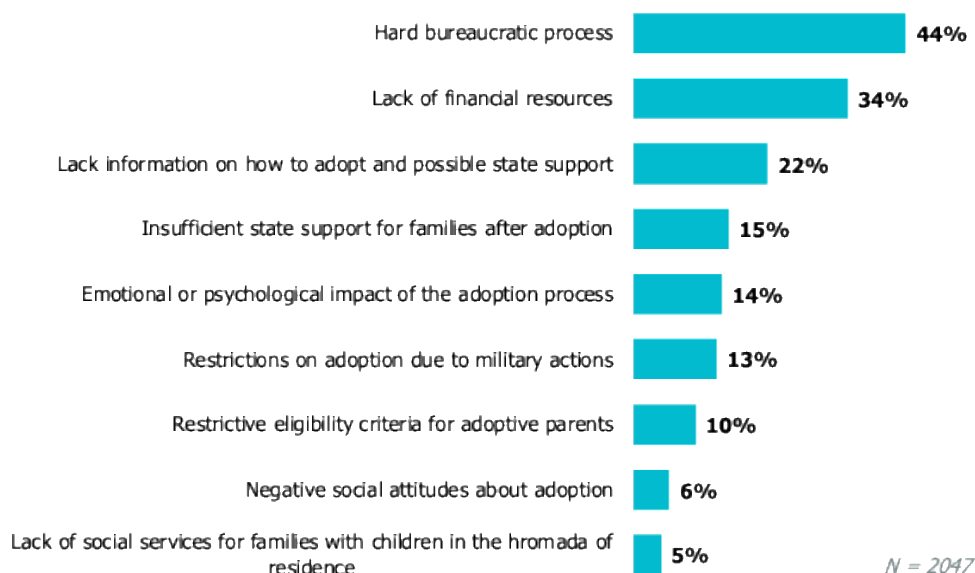 Hard bureaucratic process 44%
Lack of financial resources 34%
Lack information on how to adopt and possible state support 22%
Insufficient state support for families after adoption 15%
Emotional or psychological impact of the adoption process 14%
Restrictions on adoption due to military actions 13%
Restrictive eligibility criteria for adoptive parents 10%
Negative social attitudes about adoption 6%
Lack of social services for families with children in the hromada of
residence 5%
N = 2047